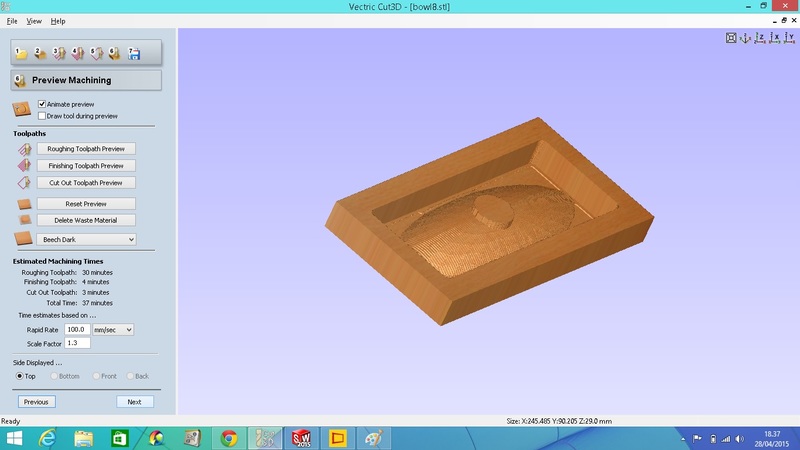 Vectric Cut3D - [bowl8.stl]
File View Help
1 2 3 4 5 6 7
6 Preview Machining
Animate preview
Draw tool during preview
Toolpaths
Roughing Toolpath Preview
Finishing Toolpath Preview
Cut Out Toolpath Preview
Reset Preview
Delete Waste Material
Beech Dark
Estimated Machining Times
Roughing Toolpath: 30 minutes
Finishing Toolpath: 4 minutes
Cut Out Toolpath: 3 minutes
Total Time: 37 minutes
Time estimates based on ...
Rapid Rate 100.0 mm/sec
Scale Factor 1.3
Side Displayed ...
Top Bottom Front Back
Previous Next
Z X Y
Ready
Size: X:245.485 Y:90.205 Z:29.0 mm
SW 2015
18.37
28/04/2015